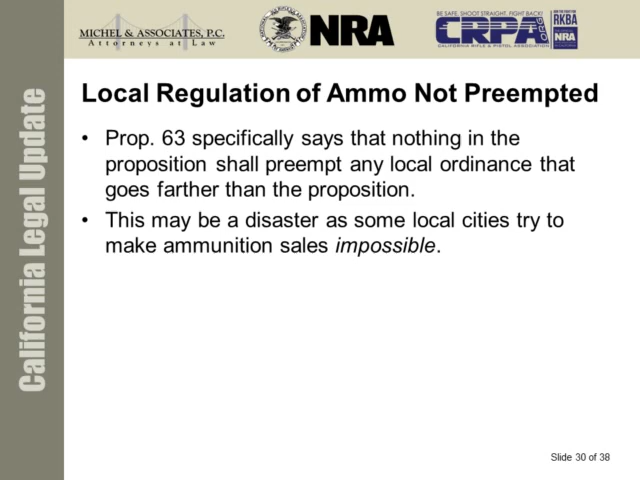 MICHEL & ASSOCIATES, P.C.
Attorneys at Law
NRA
BE SAFE, SHOOT STRAIGHT, FIGHT BACK!
CRPA.ORG
CALIFORNIA RIFLE & PISTOL ASSOCIATION
RKBA
NRA
California Legal Update
Local Regulation of Ammo Not Preempted
• Prop. 63 specifically says that nothing in the
proposition shall preempt any local ordinance that
goes farther than the proposition.
• This may be a disaster as some local cities try to
make ammunition sales impossible.
Slide 30 of 38